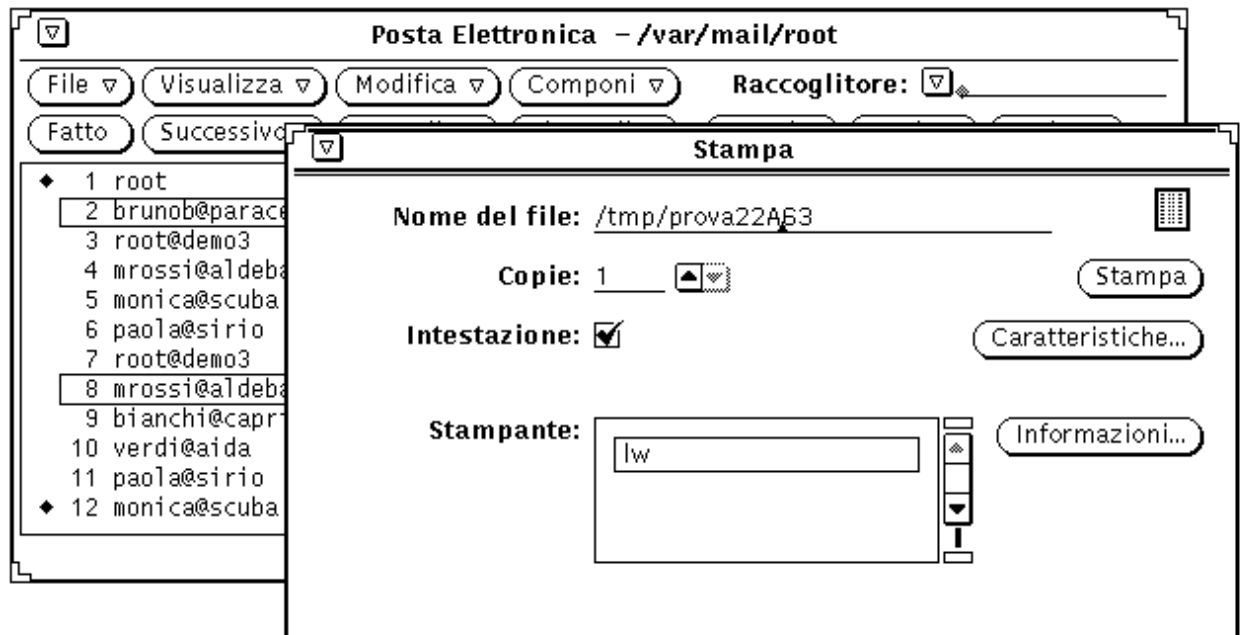 Posta Elettronica – /var/mail/root
File Visualizza Modifica Componi Raccoglitore:
Fatto Successivo
1 root
2 brunob@parace
3 root@demo3
4 mrossi@aldeba
5 monica@scuba
6 paola@sirio
7 root@demo3
8 mrossi@aldeba
9 bianchi@capri
10 verdi@aida
11 paola@sirio
12 monica@scuba
Stampa
Nome del file: /tmp/prova22A63
Copie: 1
Stampa
Intestazione:
Caratteristiche...
Stampante:
lw
Informazioni...